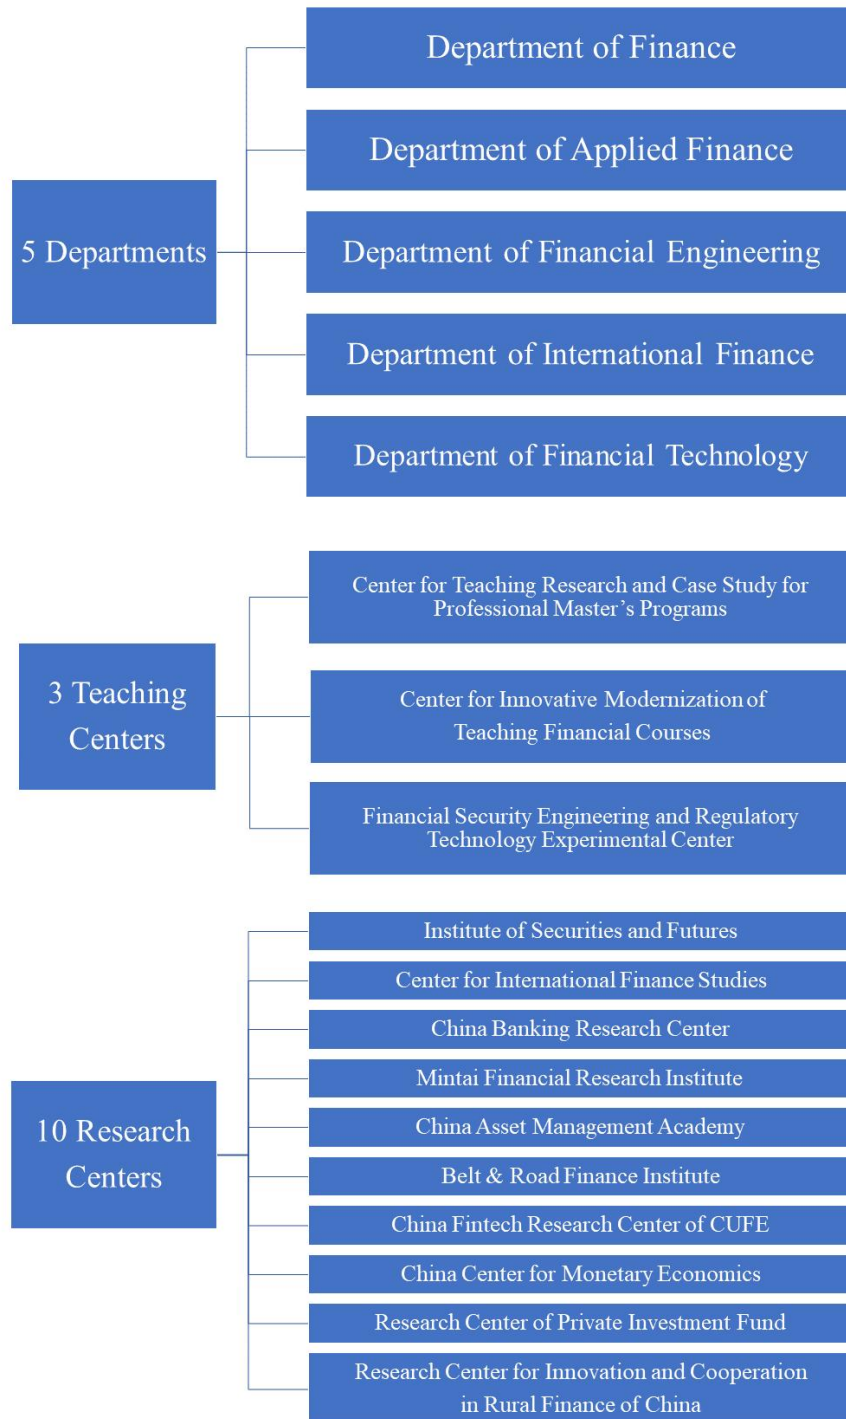 5 Departments
Department of Finance
Department of Applied Finance
Department of Financial Engineering
Department of International Finance
Department of Financial Technology
3 Teaching
Centers
Center for Teaching Research and Case Study for
Professional Master’s Programs
Center for Innovative Modernization of
Teaching Financial Courses
Financial Security Engineering and Regulatory
Technology Experimental Center
10 Research
Centers
Institute of Securities and Futures
Center for International Finance Studies
China Banking Research Center
Mintai Financial Research Institute
China Asset Management Academy
Belt & Road Finance Institute
China Fintech Research Center of CUFE
China Center for Monetary Economics
Research Center of Private Investment Fund
Research Center for Innovation and Cooperation
in Rural Finance of China